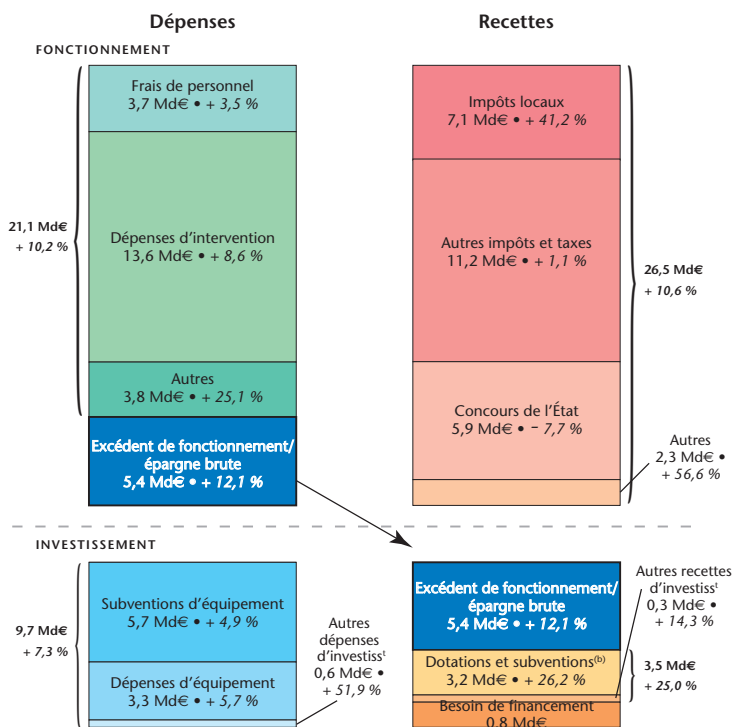 Dépenses
Recettes
FONCTIONNEMENT
Frais de personnel
3,7 Md€ • + 3,5 %
Dépenses d'intervention
13,6 Md€ • + 8,6 %
21,1 Md€
+ 10,2 %
Autres
3,8 Md€ • + 25,1 %
Excédent de fonctionnement/
épargne brute
5,4 Md€ • + 12,1 %
Impôts locaux
7,1 Md€ • + 41,2 %
Autres impôts et taxes
11,2 Md€ • + 1,1 %
26,5 Md€
+ 10,6 %
Concours de l'État
5,9 Md€ • – 7,7 %
Autres
2,3 Md€ •
+ 56,6 %
INVESTISSEMENT
Subventions d'équipement
5,7 Md€ • + 4,9 %
9,7 Md€
+ 7,3 %
Dépenses d'équipement
3,3 Md€ • + 5,7 %
Autres
dépenses
d'investissᵗ
0,6 Md€ •
+ 51,9 %
Excédent de fonctionnement/
épargne brute
5,4 Md€ • + 12,1 %
Autres recettes
d'investissᵗ
0,3 Md€ •
+ 14,3 %
Dotations et subventions(b)
3,2 Md€ • + 26,2 %
3,5 Md€
+ 25,0 %
Besoin de financement
0,8 Md€